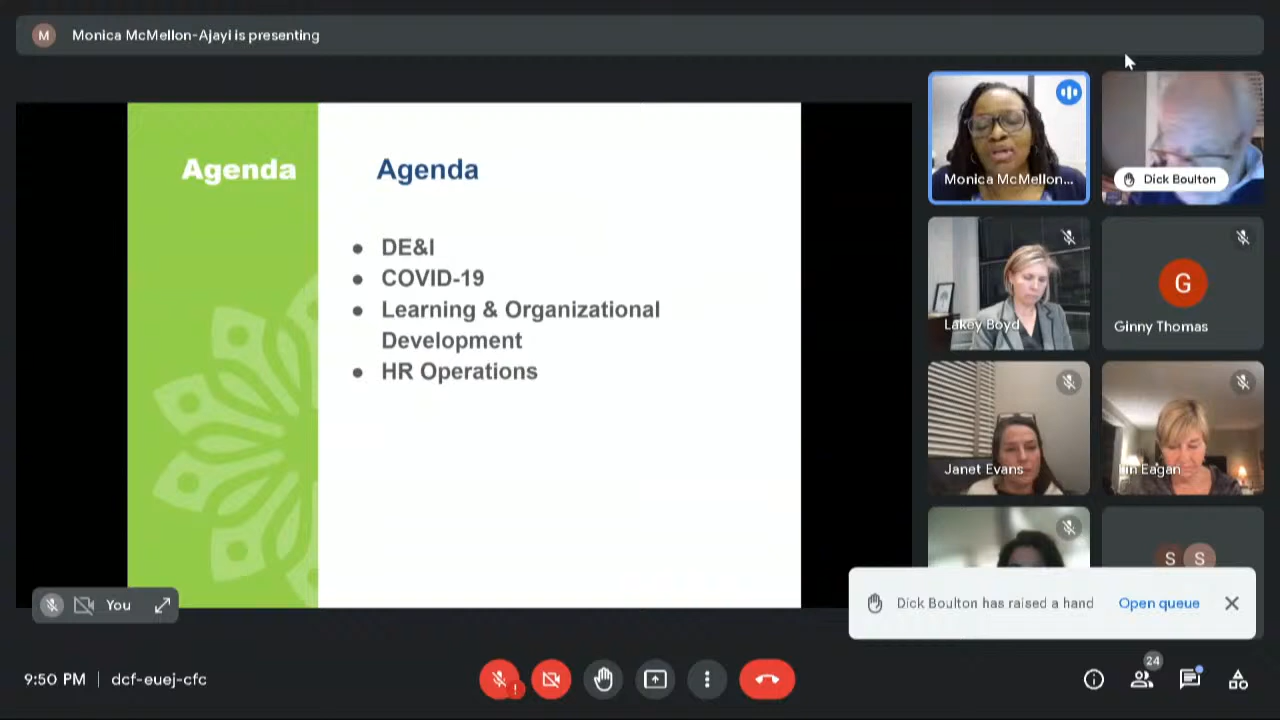 M
Monica McMellon-Ajayi is presenting
Agenda
Agenda
DE&I
COVID-19
Learning & Organizational
Development
HR Operations
Monica McMellon...
Dick Boulton
Lakey Boyd
G
Ginny Thomas
Janet Evans
Eagan
S S
Dick Boulton has raised a hand
Open queue
You
9:50 PM
dcf-euej-cfc
!
24